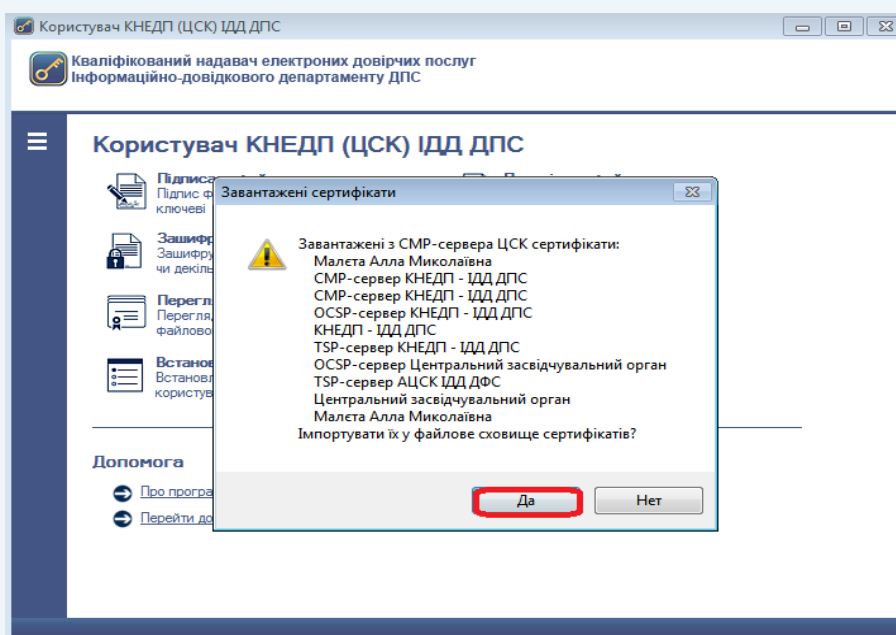 Користувач КНЕДП (ЦСК) ІДД ДПС
Кваліфікований надавач електроних довірчих послуг
Інформаційно-довідкового департаменту ДПС
Користувач КНЕДП (ЦСК) ІДД ДПС
Підпис ф
ключеві
Зашифр
Зашифру
чи декіль
Перегл
Перегля
файлово
Встанов
Встановл
користув
Завантажені сертифікати
Завантажені з CMP-сервера ЦСК сертифікати:
Малєта Алла Миколаївна
CMP-сервер КНЕДП - ІДД ДПС
CMP-сервер КНЕДП - ІДД ДПС
OCSP-сервер КНЕДП - ІДД ДПС
КНЕДП - ІДД ДПС
TSP-сервер КНЕДП - ІДД ДПС
OCSP-сервер Центральний засвідчувальний орган
TSP-сервер АЦСК ІДД ДФС
Центральний засвідчувальний орган
Малєта Алла Миколаївна
Імпортувати їх у файлове сховище сертифікатів?
Да
Нет
Допомога
Про програ
Перейти до